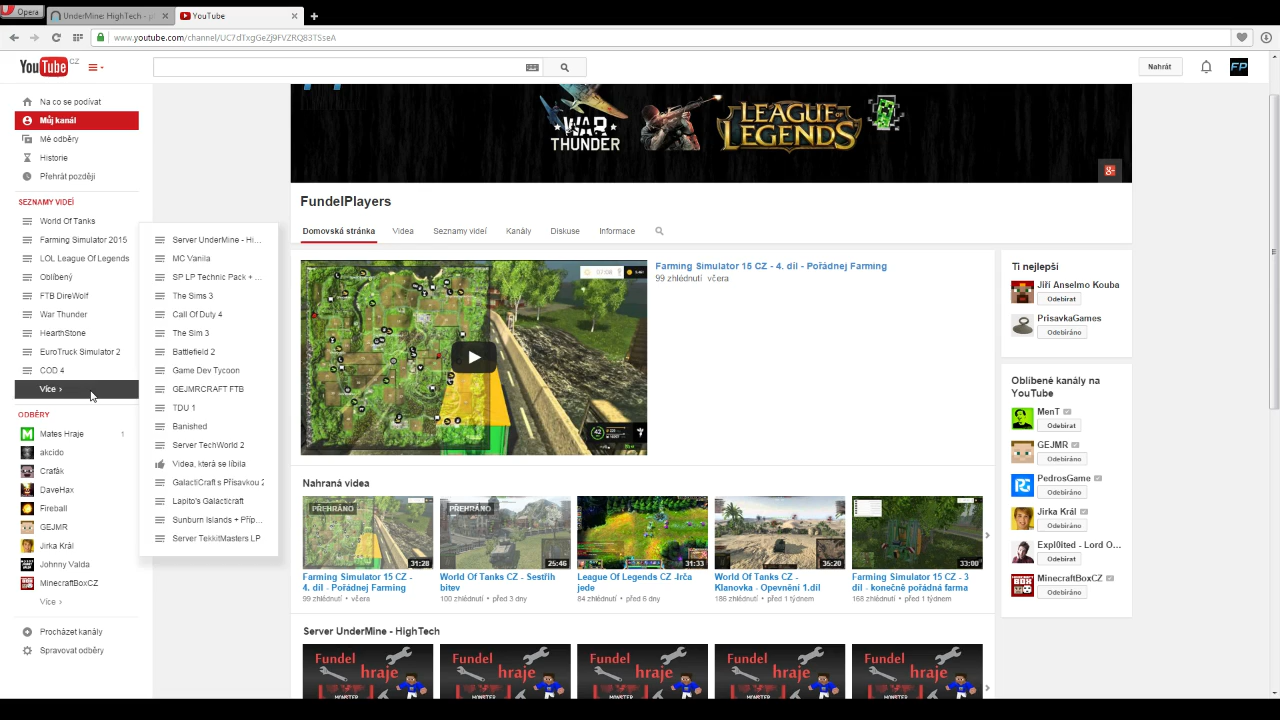 Opera
UnderMine: HighTech - p
YouTube
www.youtube.com/channel/UC7dTxgGeZj9FVZRQ83TSseA
YouTube CZ
Nahrát
FP
Na co se podívat
Můj kanál
Mé odběry
Historie
Přehrát později
SEZNAMY VIDEÍ
World Of Tanks
Farming Simulator 2015
LOL League Of Legends
Oblíbený
FTB DireWolf
War Thunder
HearthStone
EuroTruck Simulator 2
COD 4
Více ›
ODBĚRY
Mates Hraje 1
akcido
Crafák
DaveHax
Fireball
GEJMR
Jirka Král
Johnny Valda
MinecraftBoxCZ
Více ›
Procházet kanály
Spravovat odběry
Server UnderMine - Hi...
MC Vanila
SP LP Technic Pack + ...
The Sims 3
Call Of Duty 4
The Sim 3
Battlefield 2
Game Dev Tycoon
GEJMRCRAFT FTB
TDU 1
Banished
Server TechWorld 2
Videa, která se líbila
GalactiCraft s Přísavkou 2
Lapito's Galacticraft
Sunburn Islands + Příp...
Server TekkitMasters LP
WAR THUNDER
LEAGUE OF LEGENDS
FundelPlayers
Domovská stránka
Videa
Seznamy videí
Kanály
Diskuse
Informace
Farming Simulator 15 CZ - 4. díl - Pořádnej Farming
99 zhlédnutí včera
42
Nahraná videa
PŘEHRÁNO
31:28
Farming Simulator 15 CZ - 4. díl - Pořádnej Farming
99 zhlédnutí • včera
PŘEHRÁNO
25:46
World Of Tanks CZ - Sestřih bitev
100 zhlédnutí • před 3 dny
31:33
League Of Legends CZ -Irča jede
84 zhlédnutí • před 6 dny
35:20
World Of Tanks CZ - Klanovka - Opevnění 1.díl
186 zhlédnutí • před 1 týdnem
33:00
Farming Simulator 15 CZ - 3 díl - konečně pořádná farma
168 zhlédnutí • před 1 týdnem
Server UnderMine - HighTech
Fundel hraje
MONSTER
Fundel hraje
MONSTER
Fundel hraje
MONSTER
Fundel hraje
MONSTER
Fundel hraje
MONSTER
Ti nejlepší
Jiří Anselmo Kouba
Odebírat
PrisavkaGames
Odebíráno
Oblíbené kanály na YouTube
MenT
Odebírat
GEJMR
Odebíráno
PedrosGame
Odebíráno
Jirka Král
Odebíráno
Expl0ited - Lord O...
Odebírat
MinecraftBoxCZ
Odebíráno